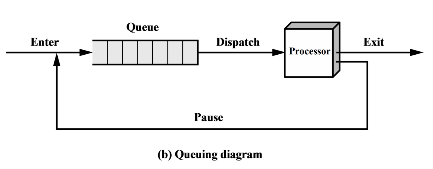 Queue
Enter
Dispatch
Processor
Exit
Pause
(b) Queuing diagram